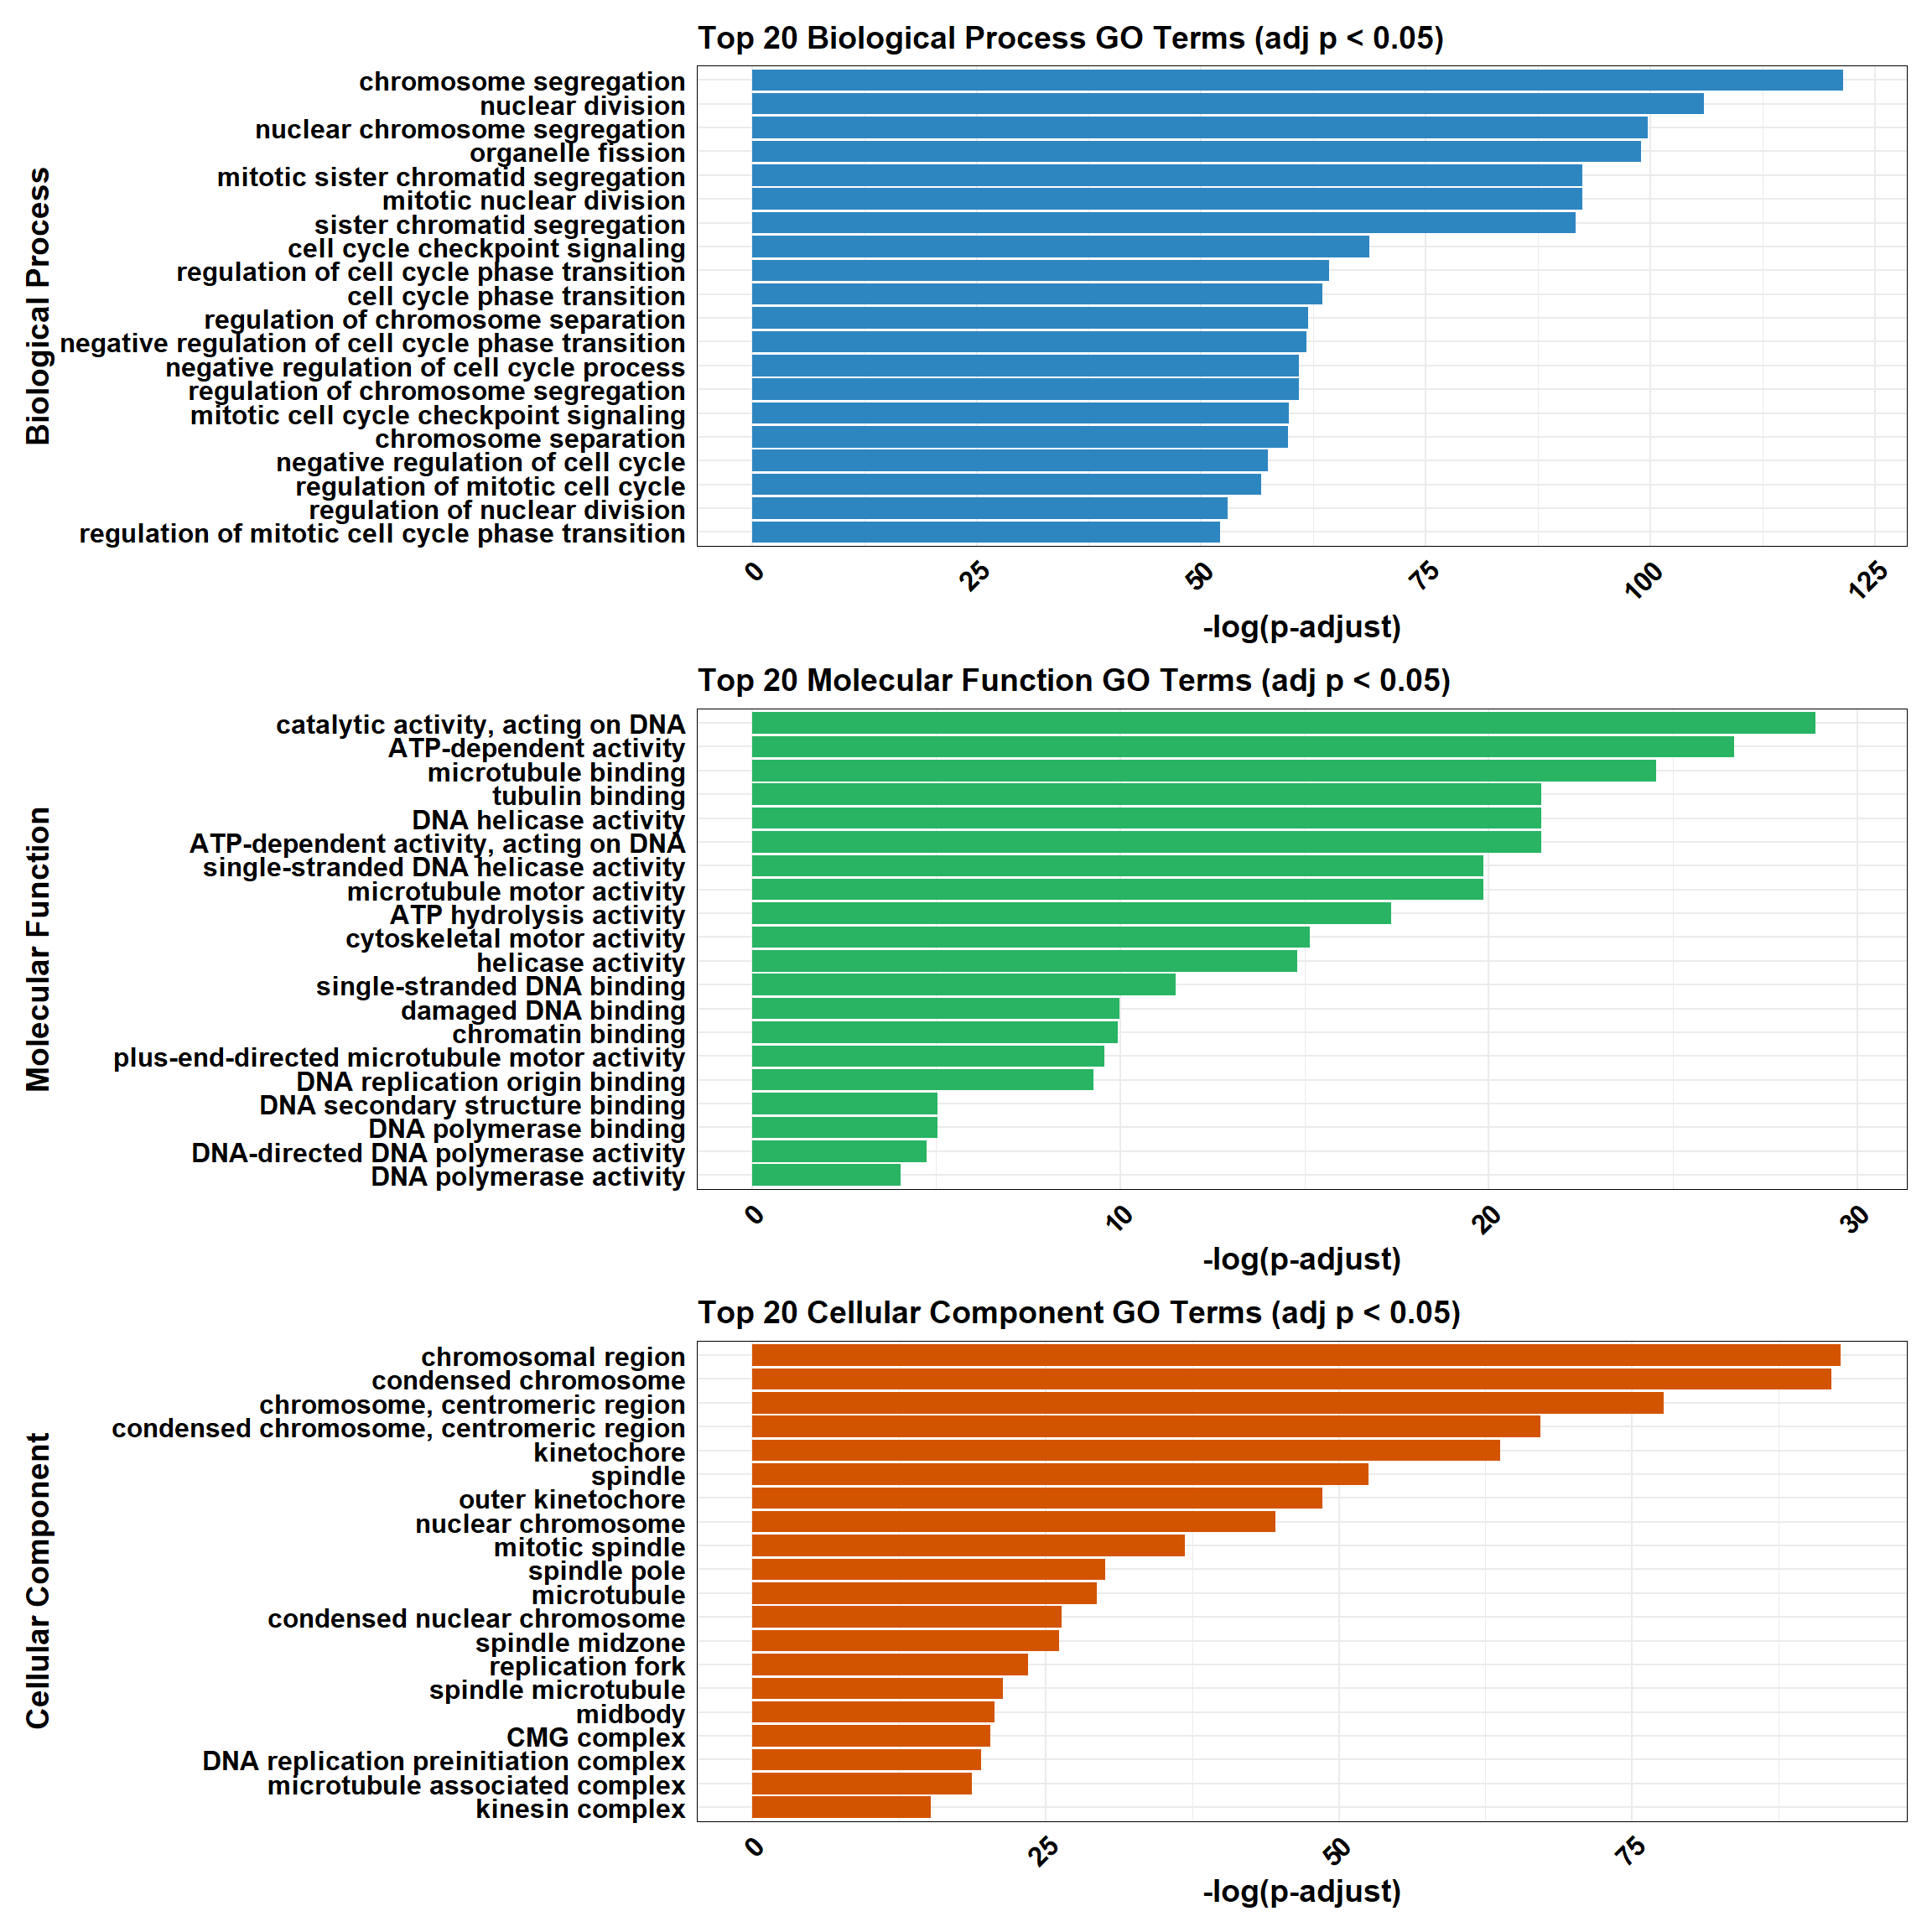 Top 20 Biological Process GO Terms (adj p < 0.05)
Biological Process
chromosome segregation
nuclear division
nuclear chromosome segregation
organelle fission
mitotic sister chromatid segregation
mitotic nuclear division
sister chromatid segregation
cell cycle checkpoint signaling
regulation of cell cycle phase transition
cell cycle phase transition
regulation of chromosome separation
negative regulation of cell cycle phase transition
negative regulation of cell cycle process
regulation of chromosome segregation
mitotic cell cycle checkpoint signaling
chromosome separation
negative regulation of cell cycle
regulation of mitotic cell cycle
regulation of nuclear division
regulation of mitotic cell cycle phase transition
0 25 50 75 100 125
-log(p-adjust)
Top 20 Molecular Function GO Terms (adj p < 0.05)
Molecular Function
catalytic activity, acting on DNA
ATP-dependent activity
microtubule binding
tubulin binding
DNA helicase activity
ATP-dependent activity, acting on DNA
single-stranded DNA helicase activity
microtubule motor activity
ATP hydrolysis activity
cytoskeletal motor activity
helicase activity
single-stranded DNA binding
damaged DNA binding
chromatin binding
plus-end-directed microtubule motor activity
DNA replication origin binding
DNA secondary structure binding
DNA polymerase binding
DNA-directed DNA polymerase activity
DNA polymerase activity
0 10 20 30
-log(p-adjust)
Top 20 Cellular Component GO Terms (adj p < 0.05)
Cellular Component
chromosomal region
condensed chromosome
chromosome, centromeric region
condensed chromosome, centromeric region
kinetochore
spindle
outer kinetochore
nuclear chromosome
mitotic spindle
spindle pole
microtubule
condensed nuclear chromosome
spindle midzone
replication fork
spindle microtubule
midbody
CMG complex
DNA replication preinitiation complex
microtubule associated complex
kinesin complex
0 25 50 75
-log(p-adjust)